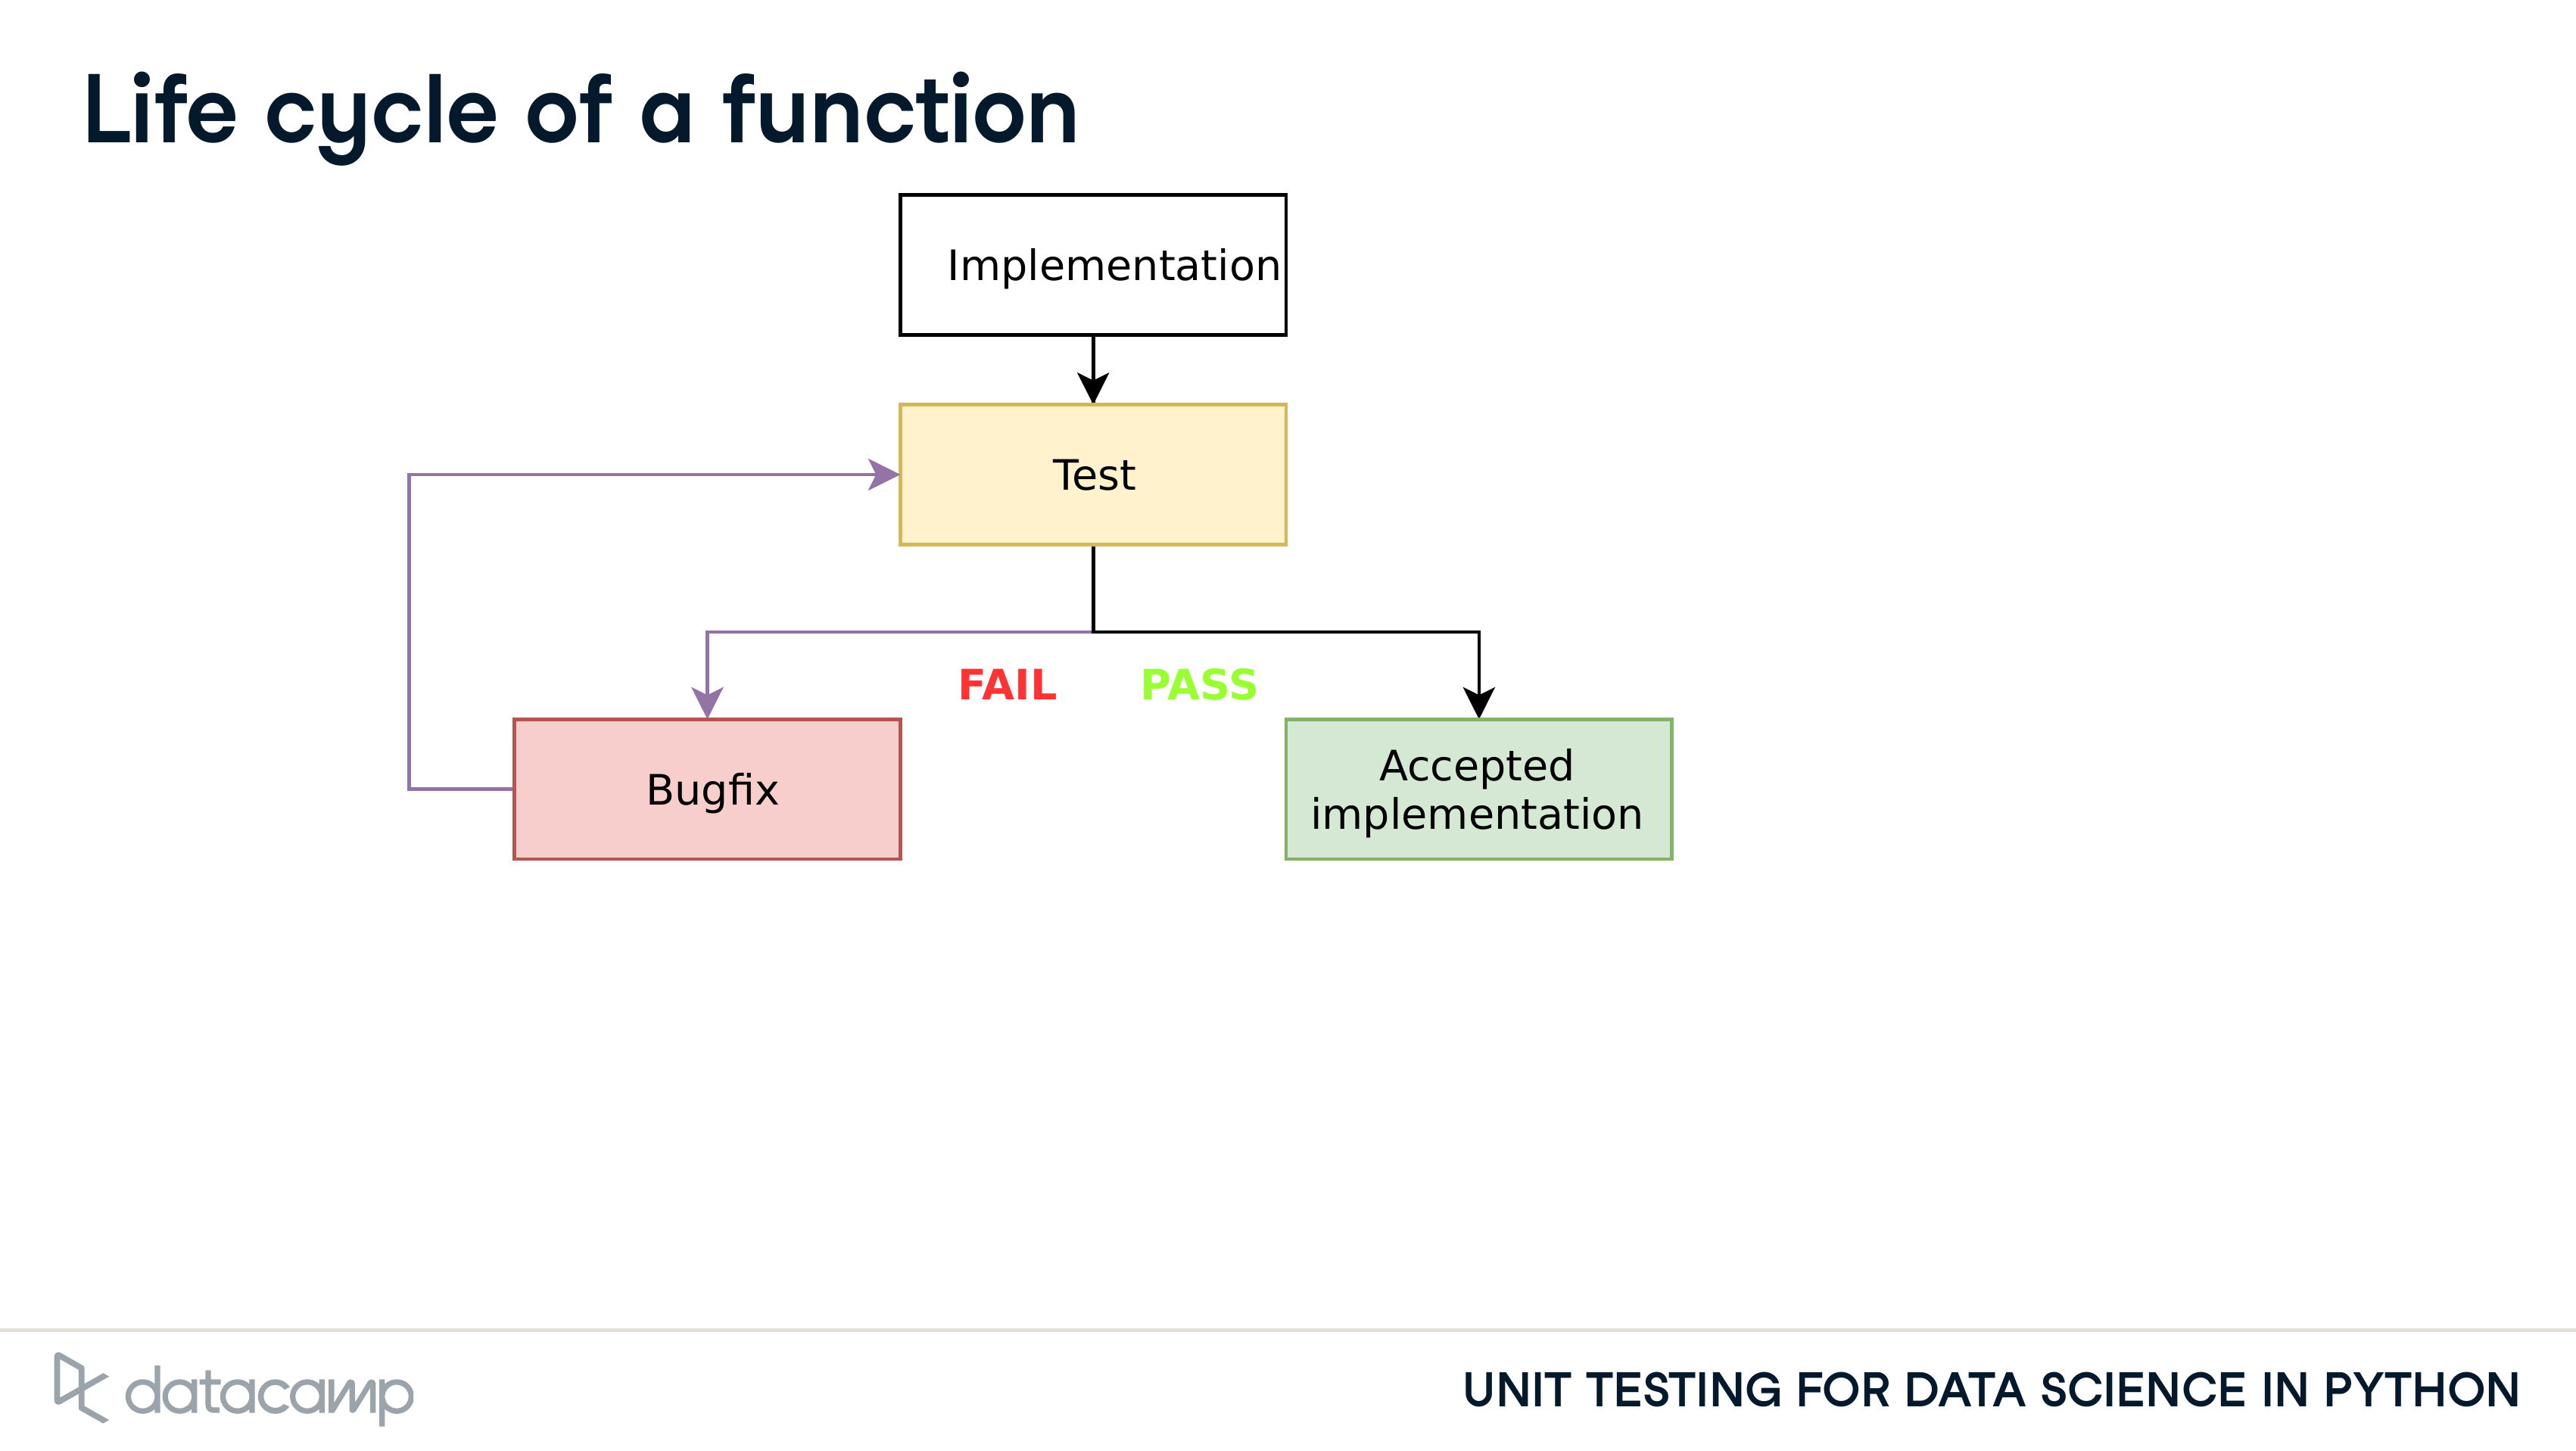 Life cycle of a function
Implementation
Test
FAIL
PASS
Bugfix
Accepted
implementation
datacamp
UNIT TESTING FOR DATA SCIENCE IN PYTHON